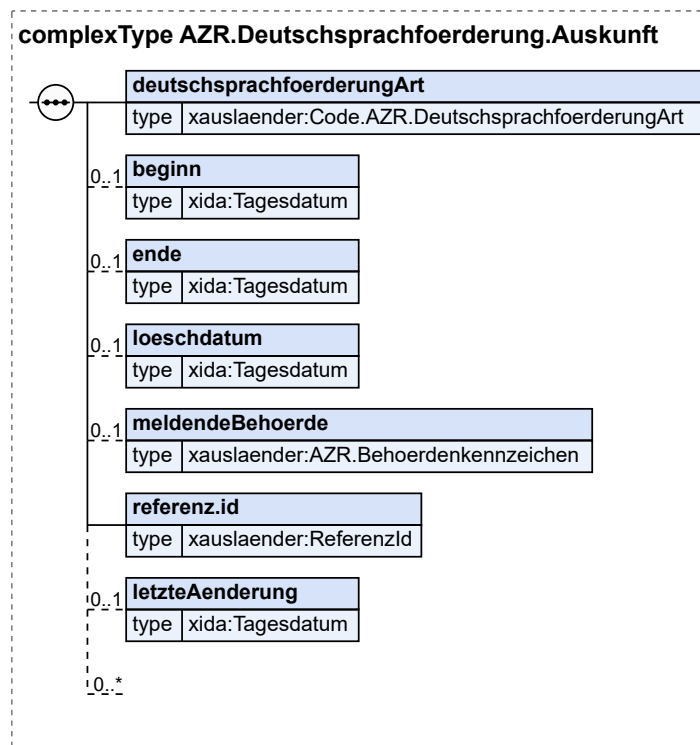 complexType AZR.Deutschsprachfoerderung.Auskunft
deutschsprachfoerderungArt
type xauslaender:Code.AZR.DeutschsprachfoerderungArt
0..1 beginn
type xida:Tagesdatum
0..1 ende
type xida:Tagesdatum
0..1 loeschdatum
type xida:Tagesdatum
0..1 meldendeBehoerde
type xauslaender:AZR.Behoerdenkennzeichen
referenz.id
type xauslaender:ReferenzId
0..1 letzteAenderung
type xida:Tagesdatum
0..*